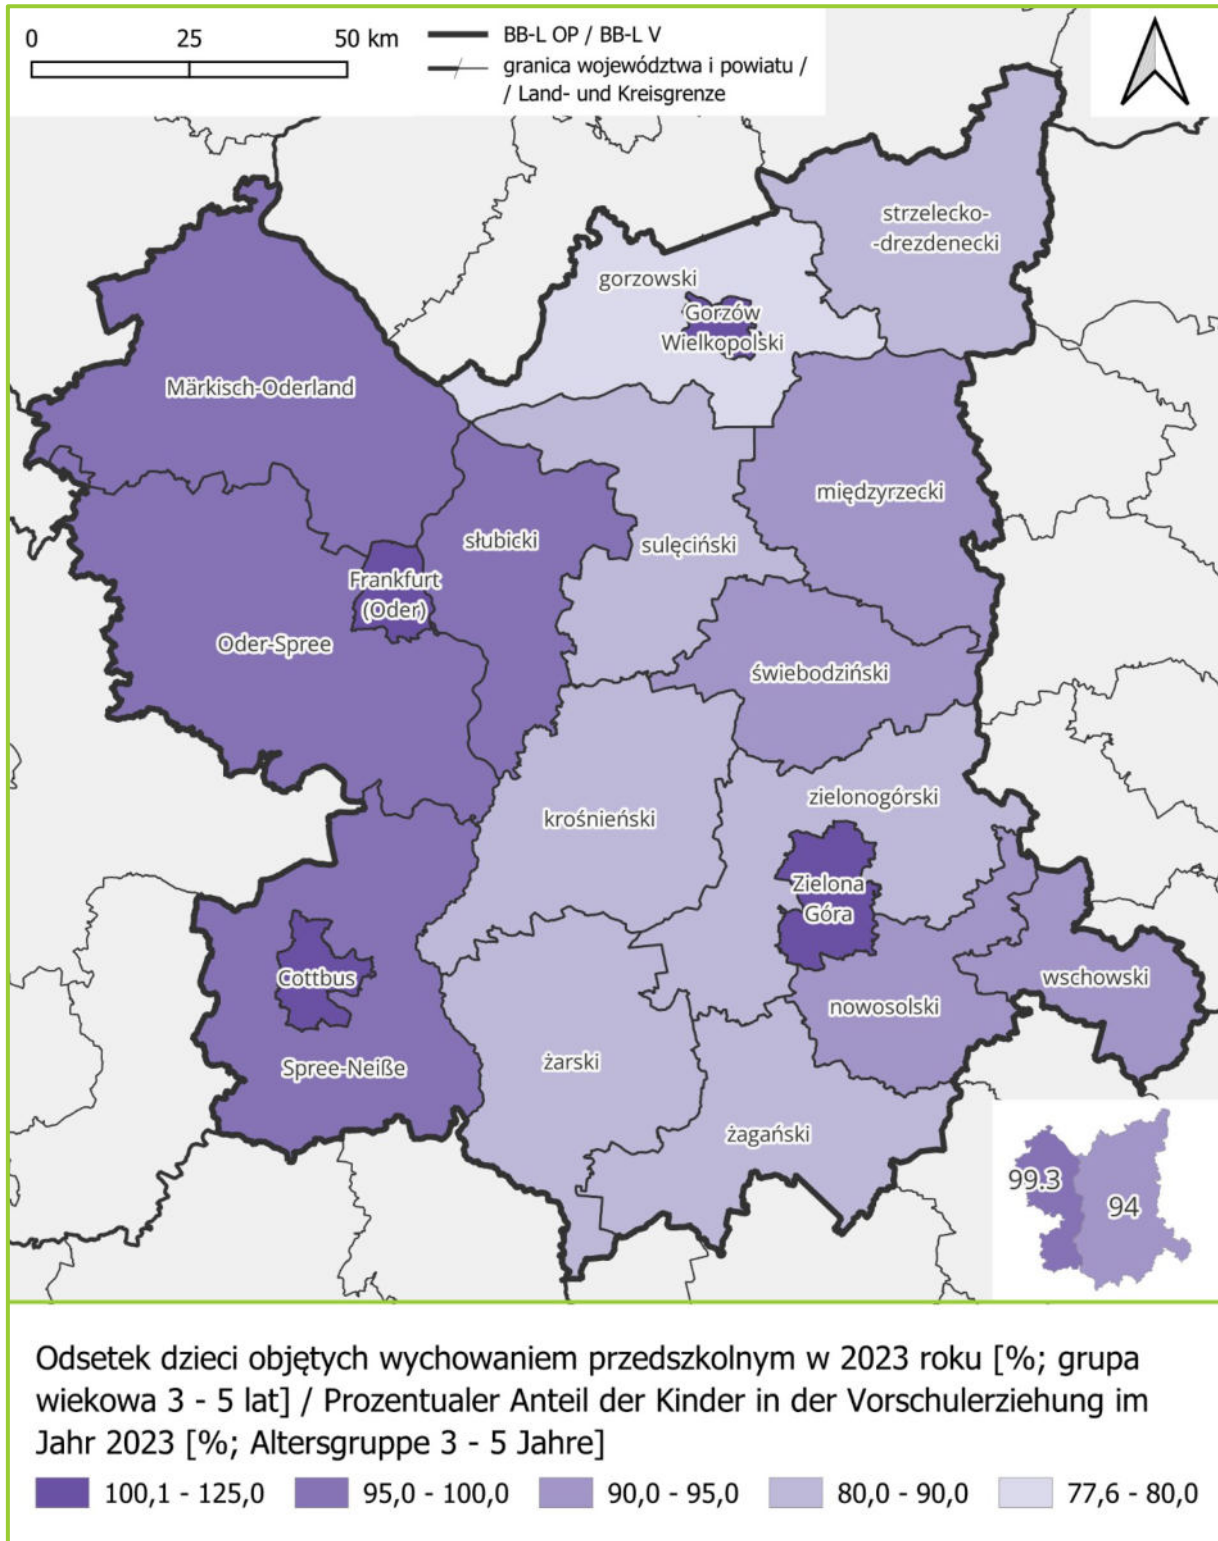 0 25 50 km
BB-L OP / BB-L V
granica województwa i powiatu /
/ Land- und Kreisgrenze
strzelecko-
-drezdenecki
gorzowski
Gorzów
Wielkopolski
Märkisch-Oderland
międzyrzecki
słubicki
sulęciński
Frankfurt
(Oder)
Oder-Spree
świebodziński
zielonogórski
krośnieński
Zielona
Góra
Cottbus
wschowski
nowosolski
Spree-Neiße
żarski
żagański
99.3
94
Odsetek dzieci objętych wychowaniem przedszkolnym w 2023 roku [%; grupa
wiekowa 3 - 5 lat] / Prozentualer Anteil der Kinder in der Vorschulerziehung im
Jahr 2023 [%; Altersgruppe 3 - 5 Jahre]
100,1 - 125,0 95,0 - 100,0 90,0 - 95,0 80,0 - 90,0 77,6 - 80,0